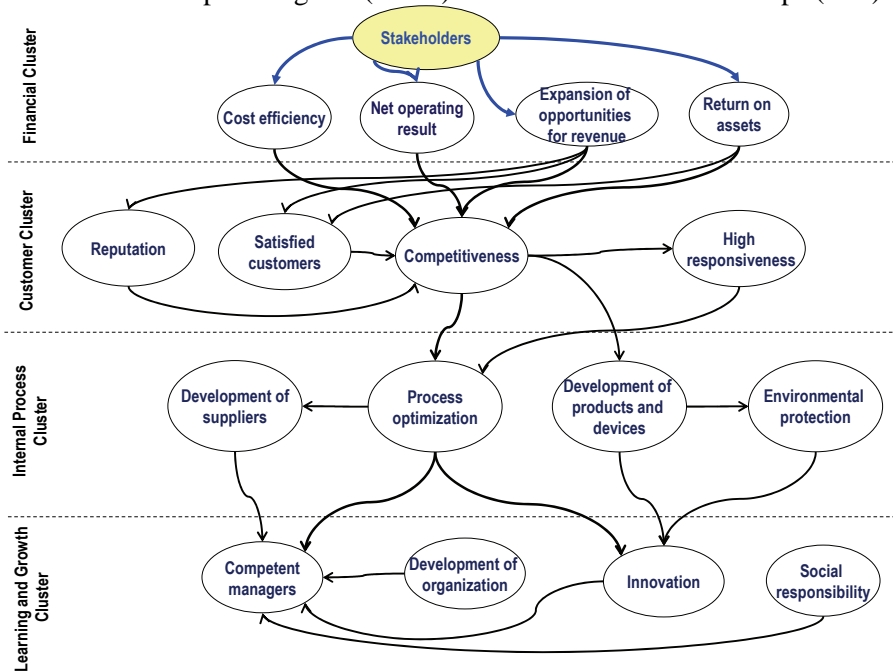 Stakeholders
Financial Cluster
Cost efficiency
Net operating
result
Expansion of
opportunities
for revenue
Return on
assets
Customer Cluster
Reputation
Satisfied
customers
Competitiveness
High
responsiveness
Internal Process
Cluster
Development of
suppliers
Process
optimization
Development of
products and
devices
Environmental
protection
Learning and Growth
Cluster
Competent
managers
Development of
organization
Innovation
Social
responsibility